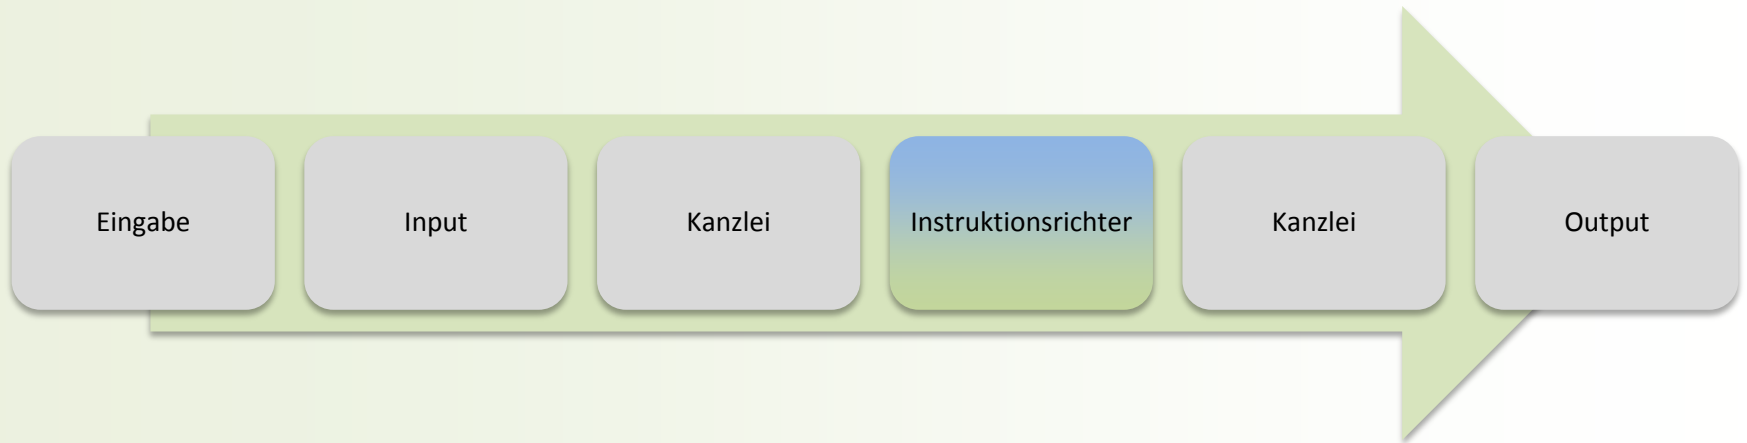 Eingabe
Input
Kanzlei
Instruktionsrichter
Kanzlei
Output